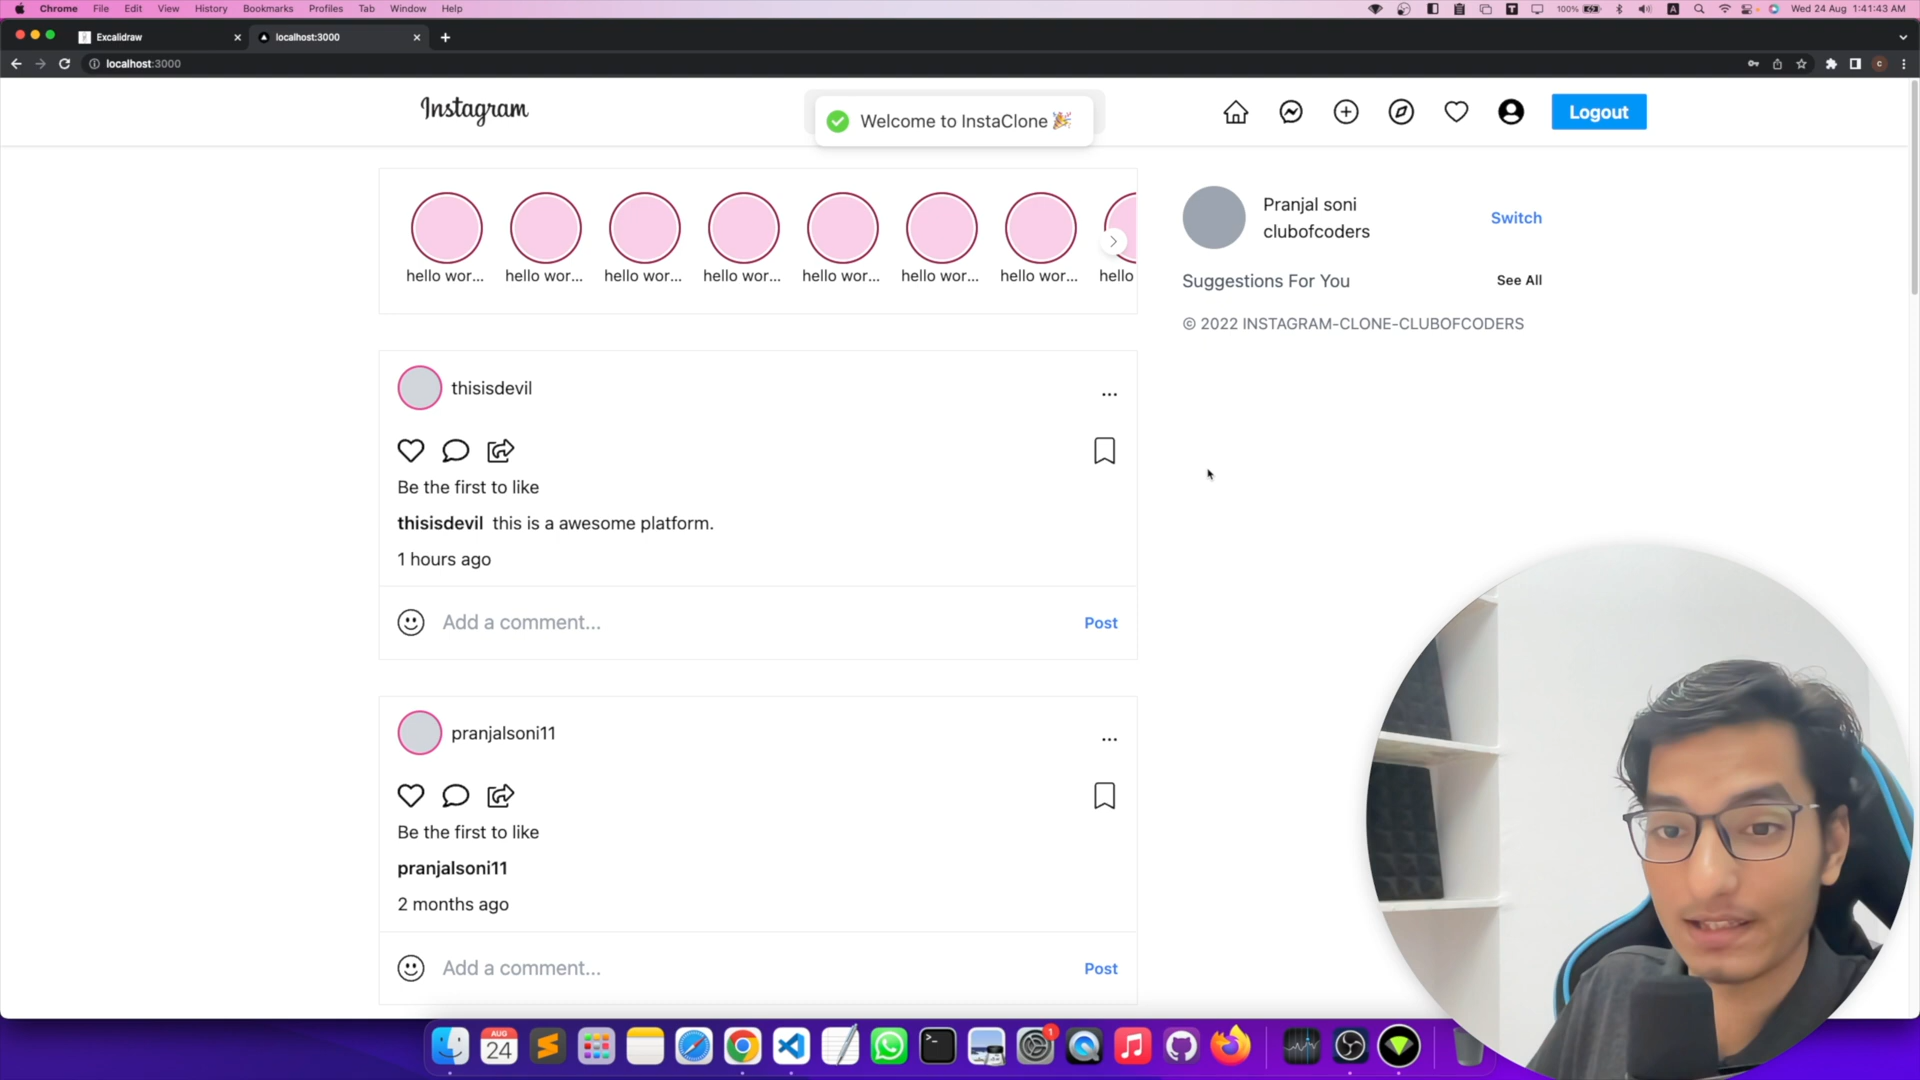 Chrome File Edit View History Bookmarks Profiles Tab Window Help 100% A Wed 24 Aug 1:41:43 AM
Excalidraw localhost:3000
localhost:3000
Instagram
Welcome to InstaClone 🎉
Logout
hello wor... hello wor... hello wor... hello wor... hello wor... hello wor... hello wor... hello
Pranjal soni
clubofcoders
Switch
Suggestions For You See All
© 2022 INSTAGRAM-CLONE-CLUBOFCODERS
thisisdevil
...
Be the first to like
thisisdevil this is a awesome platform.
1 hours ago
Add a comment... Post
pranjalsoni11
...
Be the first to like
pranjalsoni11
2 months ago
Add a comment... Post
AUG
24
1